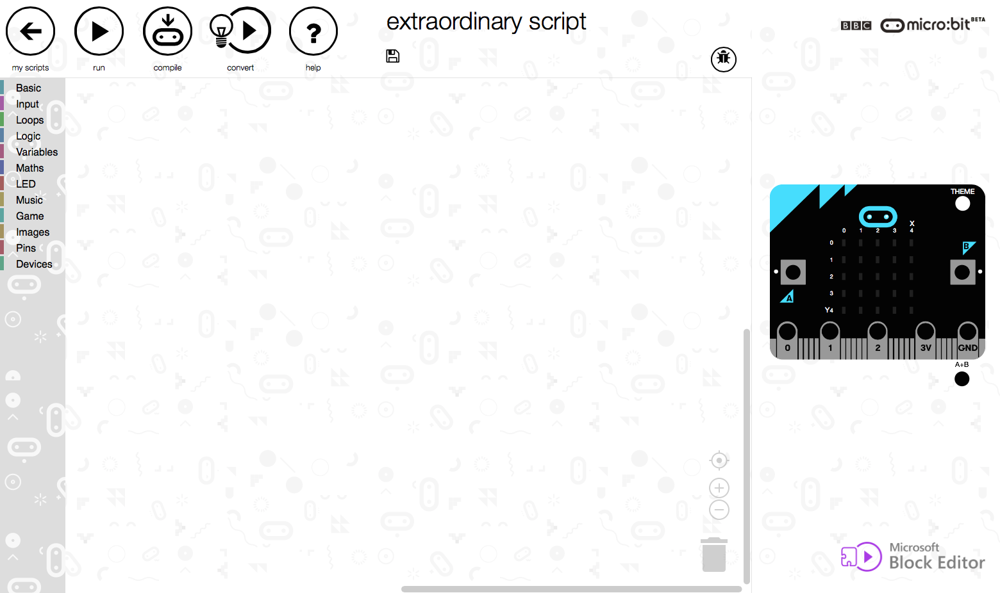 extraordinary script
BBC micro:bit BETA
my scripts
run
compile
convert
? help
Basic
Input
Loops
Logic
Variables
Maths
LED
Music
Game
Images
Pins
Devices
THEME
X
0 1 2 3 4
0
1
2
3
Y4
B
A
0 1 2 3V GND
A+B
Microsoft
Block Editor